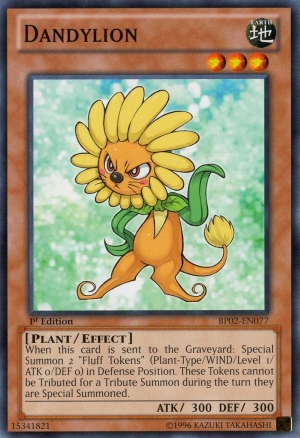 DANDYLION
EARTH
地
1st Edition
BP02-EN077
[PLANT/EFFECT]
When this card is sent to the Graveyard: Special
Summon 2 "Fluff Tokens" (Plant-Type/WIND/Level 1/
ATK 0/DEF 0) in Defense Position. These Tokens cannot
be Tributed for a Tribute Summon during the turn they
are Special Summoned.
ATK/ 300 DEF/ 300
15341821
©1996 KAZUKI TAKAHASHI